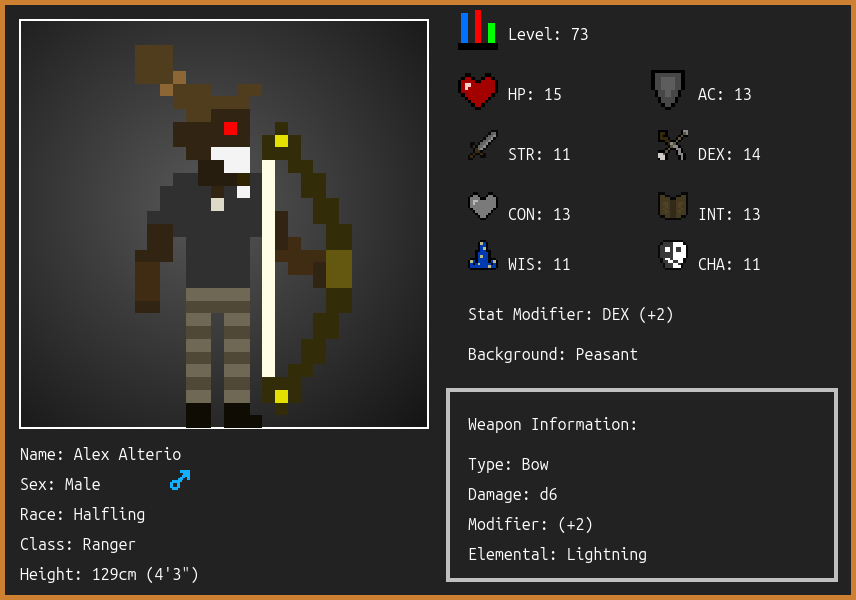 Level: 73
HP: 15
AC: 13
STR: 11
DEX: 14
CON: 13
INT: 13
WIS: 11
CHA: 11
Stat Modifier: DEX (+2)
Background: Peasant
Weapon Information:
Type: Bow
Damage: d6
Modifier: (+2)
Elemental: Lightning
Name: Alex Alterio
Sex: Male
Race: Halfling
Class: Ranger
Height: 129cm (4'3")